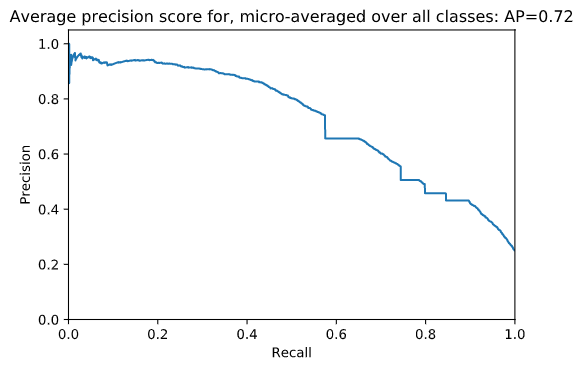 Average precision score for, micro-averaged over all classes: AP=0.72
1.0
0.8
0.6
0.4
0.2
0.0
Precision
0.0 0.2 0.4 0.6 0.8 1.0
Recall